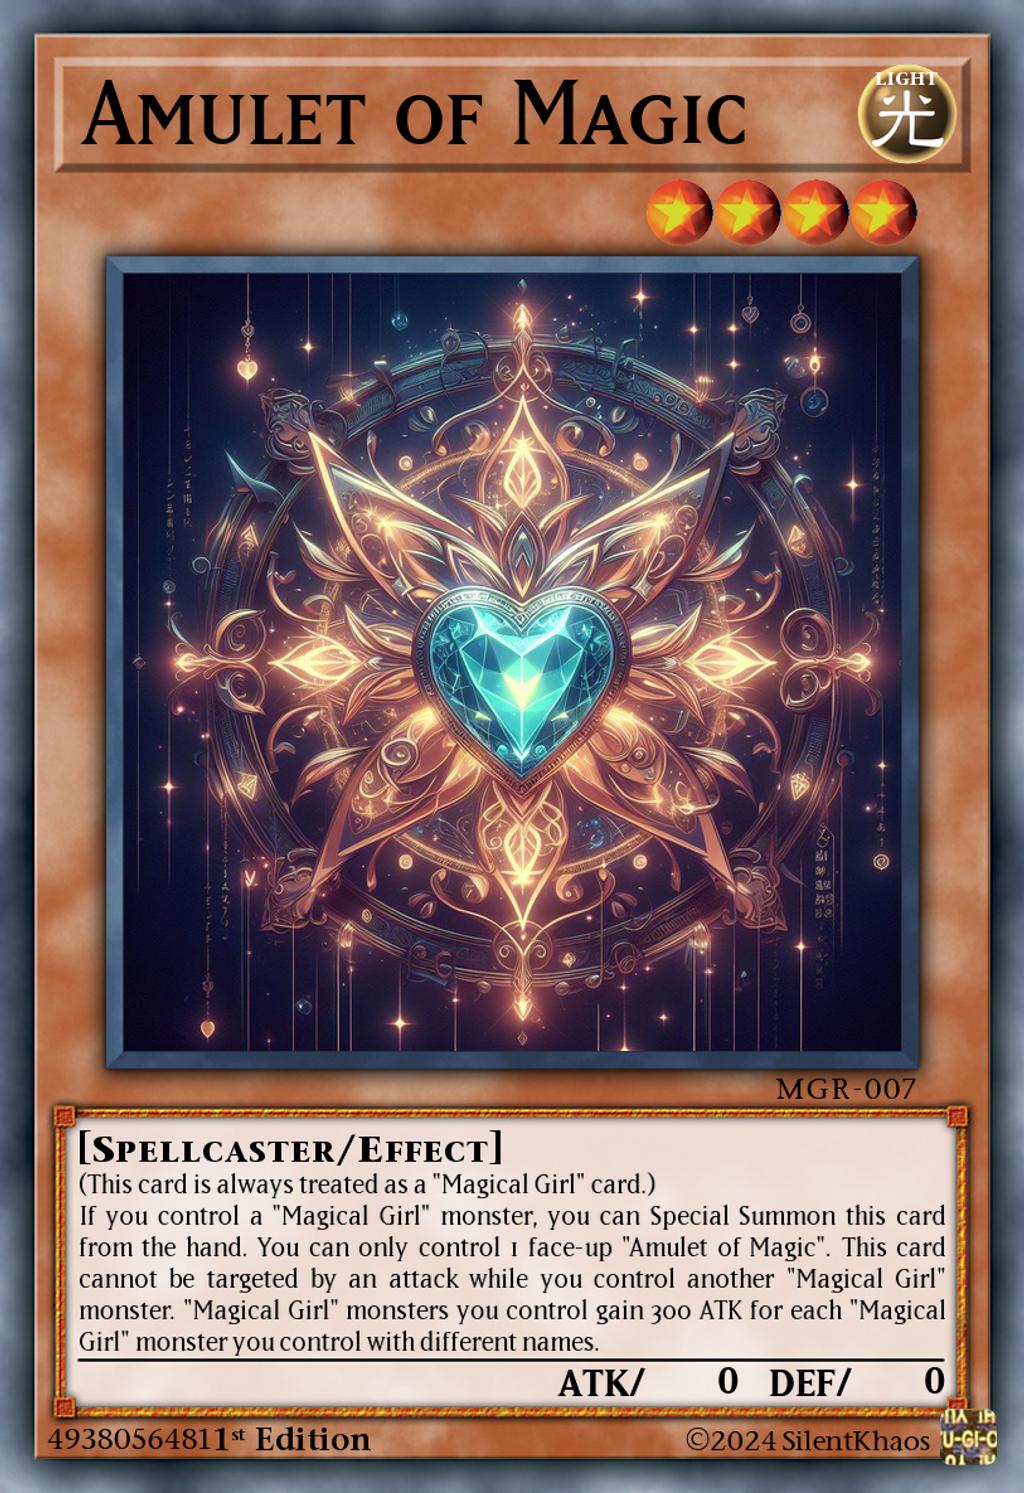 Amulet of Magic
LIGHT
光
MGR-007
[Spellcaster/Effect]
(This card is always treated as a "Magical Girl" card.)
If you control a "Magical Girl" monster, you can Special Summon this card
from the hand. You can only control 1 face-up "Amulet of Magic". This card
cannot be targeted by an attack while you control another "Magical Girl"
monster. "Magical Girl" monsters you control gain 300 ATK for each "Magical
Girl" monster you control with different names.
ATK/ 0 DEF/ 0
49380564811st Edition ©2024 SilentKhaos